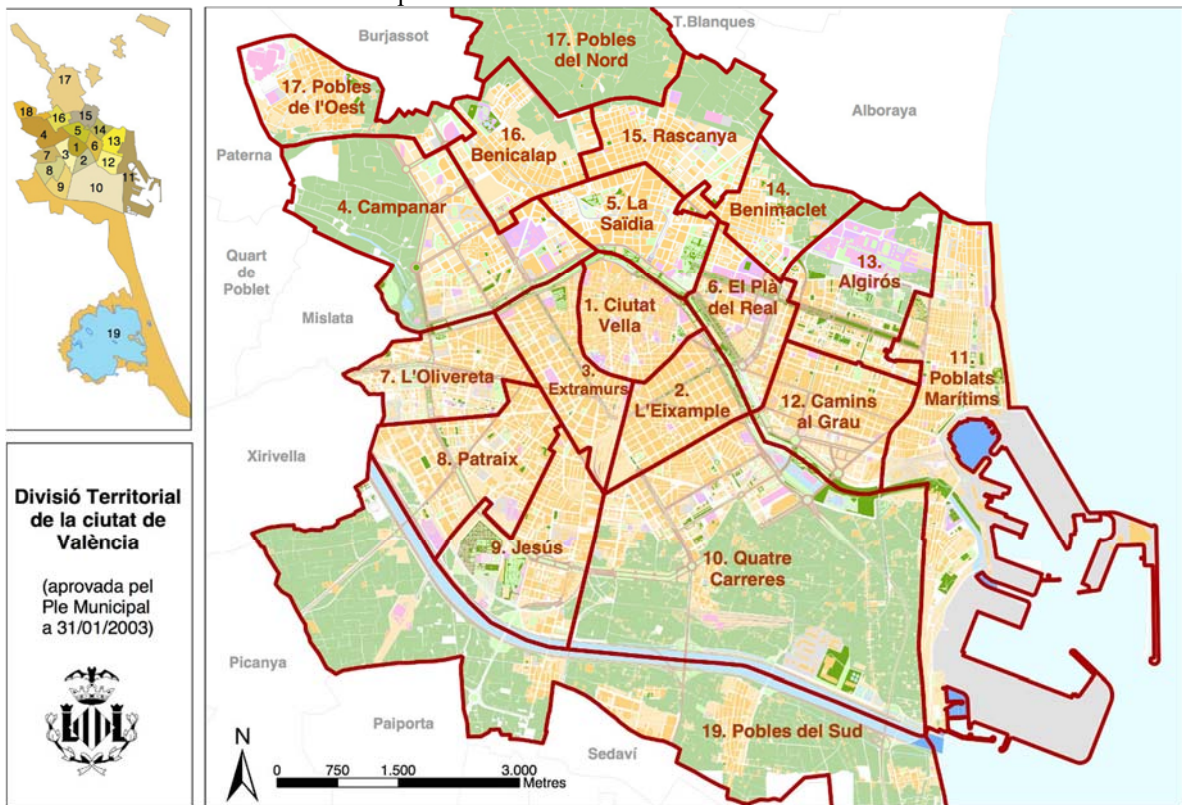 17
18
16
15
4
5
14
13
1
6
7
3
2
12
11
8
9
10
19
Divisió Territorial
de la ciutat de
València
(aprovada pel
Ple Municipal
a 31/01/2003)
Burjassot
T.Blanques
17. Pobles
del Nord
17. Pobles
de l'Oest
Alboraya
Paterna
16.
Benicalap
15. Rascanya
4. Campanar
5. La
Saïdia
14.
Benimaclet
Quart
de
Poblet
13.
Algirós
Mislata
1. Ciutat
Vella
6. El Plà
del Real
7. L'Olivereta
3.
Extramurs
2.
L'Eixample
11.
Poblats
Marítims
12. Camins
al Grau
Xirivella
8. Patraix
9. Jesús
10. Quatre
Carreres
Picanya
Paiporta
Sedaví
19. Pobles del Sud
N
0 750 1.500 3.000
Metres